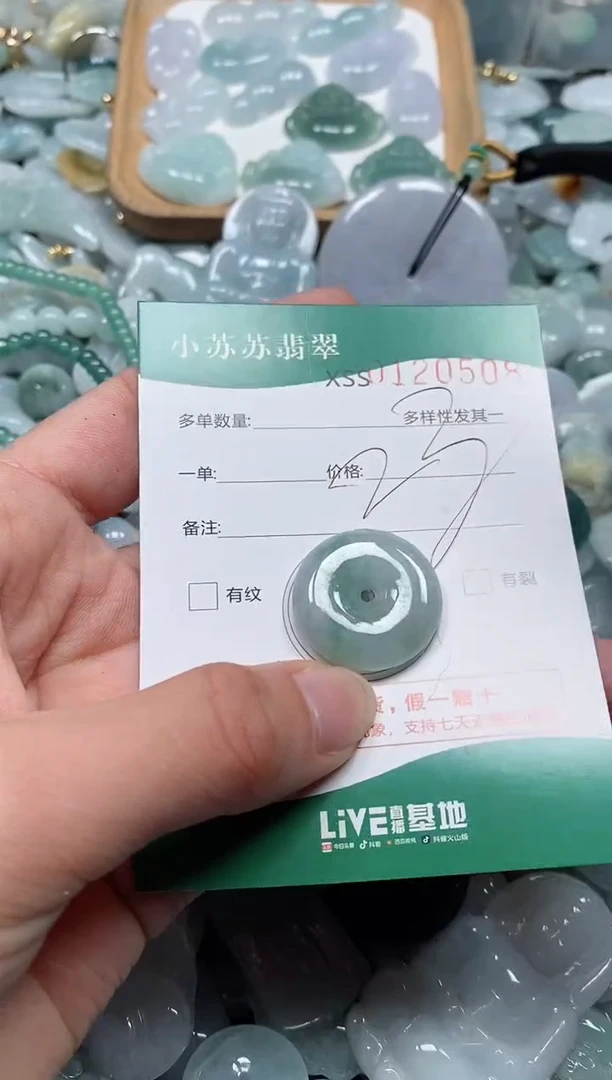 小苏苏翡翠
XSS0120508
多单数量: 多样性发其一
一单: 价格:
备注:
有纹 有裂
货，假一赔十
象，支持七天
LiVE直播基地
今日头条 抖音 西瓜视频 抖音火山版